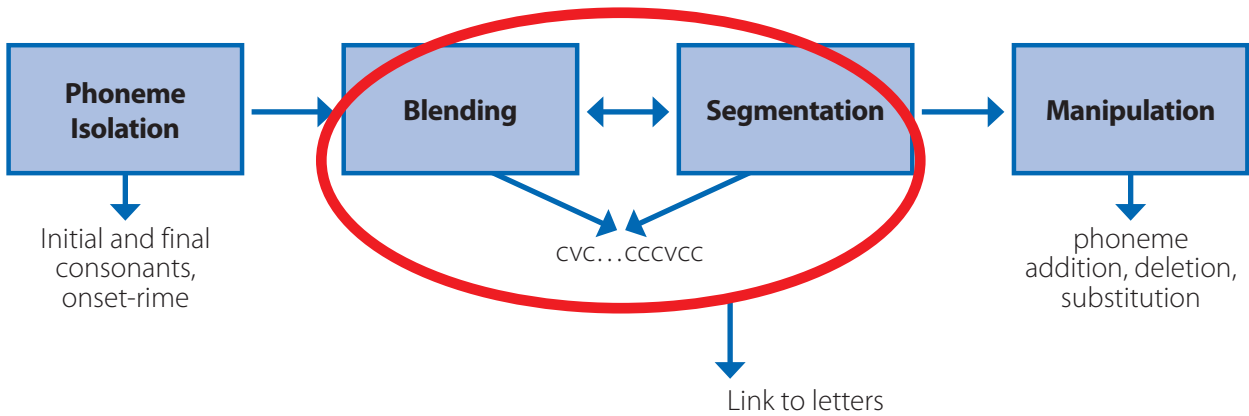 Phoneme
Isolation
Blending
Segmentation
Manipulation
Initial and final
consonants,
onset-rime
cvc…cccvcc
phoneme
addition, deletion,
substitution
Link to letters